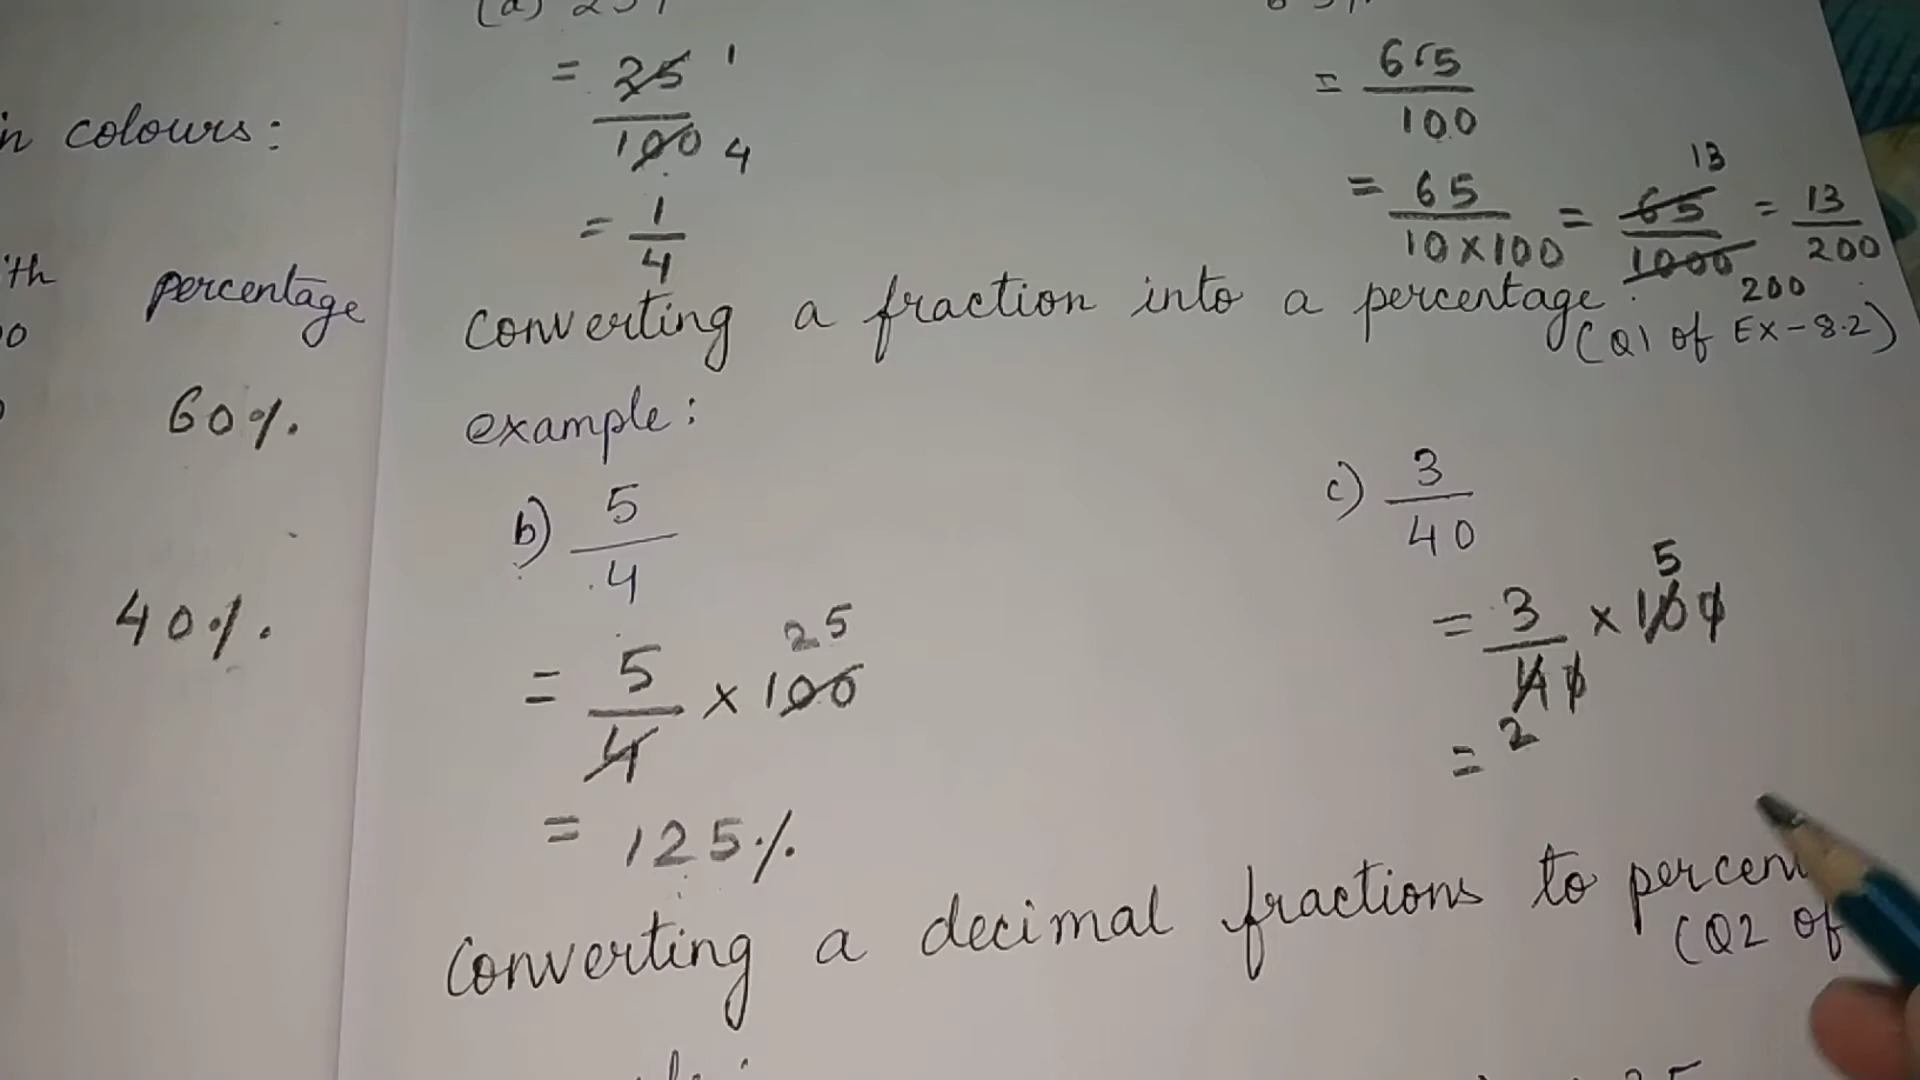 colours:
percentage
60%.
40%.
= 25/100 1 4
= 1/4
= 6.5/100
= 65/10×100 = 65/1000 13 200 = 13/200
converting a fraction into a percentage.
(Q1 of Ex-8.2)
example:
b) 5/4
= 5/4 × 100 25
= 125%.
c) 3/40
= 3/40 × 100 5
= 2
converting a decimal fractions to
(Q2 of